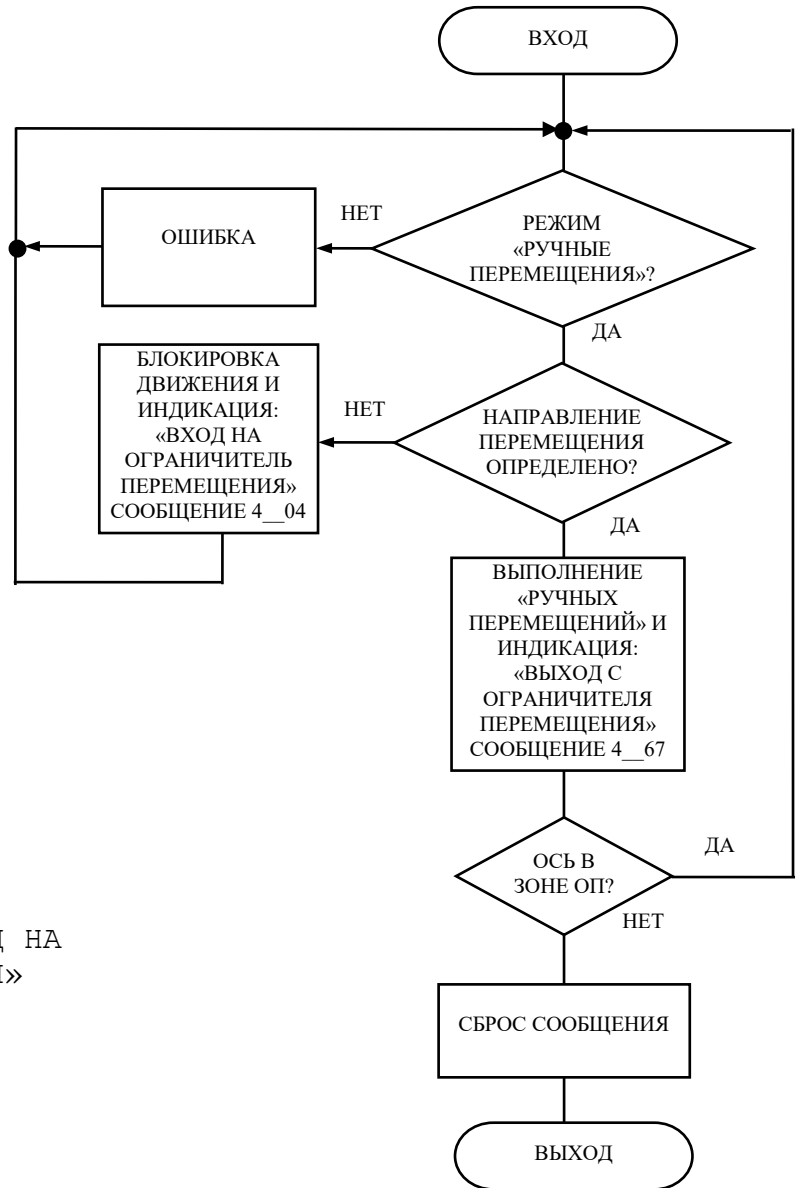 ВХОД
НЕТ
ОШИБКА
РЕЖИМ
«РУЧНЫЕ
ПЕРЕМЕЩЕНИЯ»?
ДА
БЛОКИРОВКА
ДВИЖЕНИЯ И
ИНДИКАЦИЯ:
«ВХОД НА
ОГРАНИЧИТЕЛЬ
ПЕРЕМЕЩЕНИЯ»
СООБЩЕНИЕ 4__04
НЕТ
НАПРАВЛЕНИЕ
ПЕРЕМЕЩЕНИЯ
ОПРЕДЕЛЕНО?
ДА
ВЫПОЛНЕНИЕ
«РУЧНЫХ
ПЕРЕМЕЩЕНИЙ» И
ИНДИКАЦИЯ:
«ВЫХОД С
ОГРАНИЧИТЕЛЯ
ПЕРЕМЕЩЕНИЯ»
СООБЩЕНИЕ 4__67
ОСЬ В
ЗОНЕ ОП?
ДА
НЕТ
НА
СБРОС СООБЩЕНИЯ
ВЫХОД